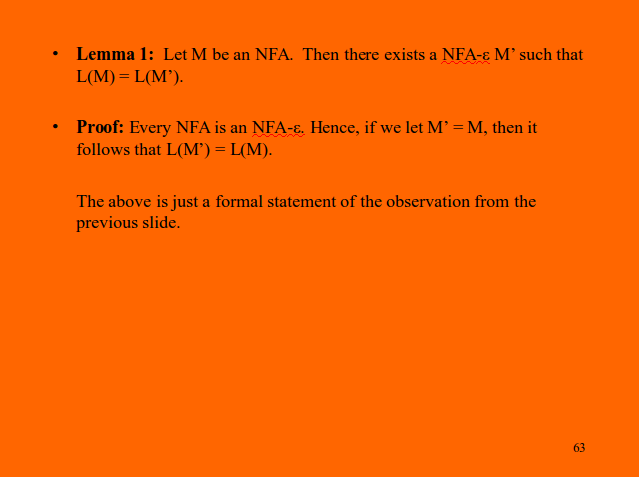 • Lemma 1: Let M be an NFA. Then there exists a NFA-ε M’ such that
L(M) = L(M’).
• Proof: Every NFA is an NFA-ε. Hence, if we let M’ = M, then it
follows that L(M’) = L(M).
The above is just a formal statement of the observation from the
previous slide.
63